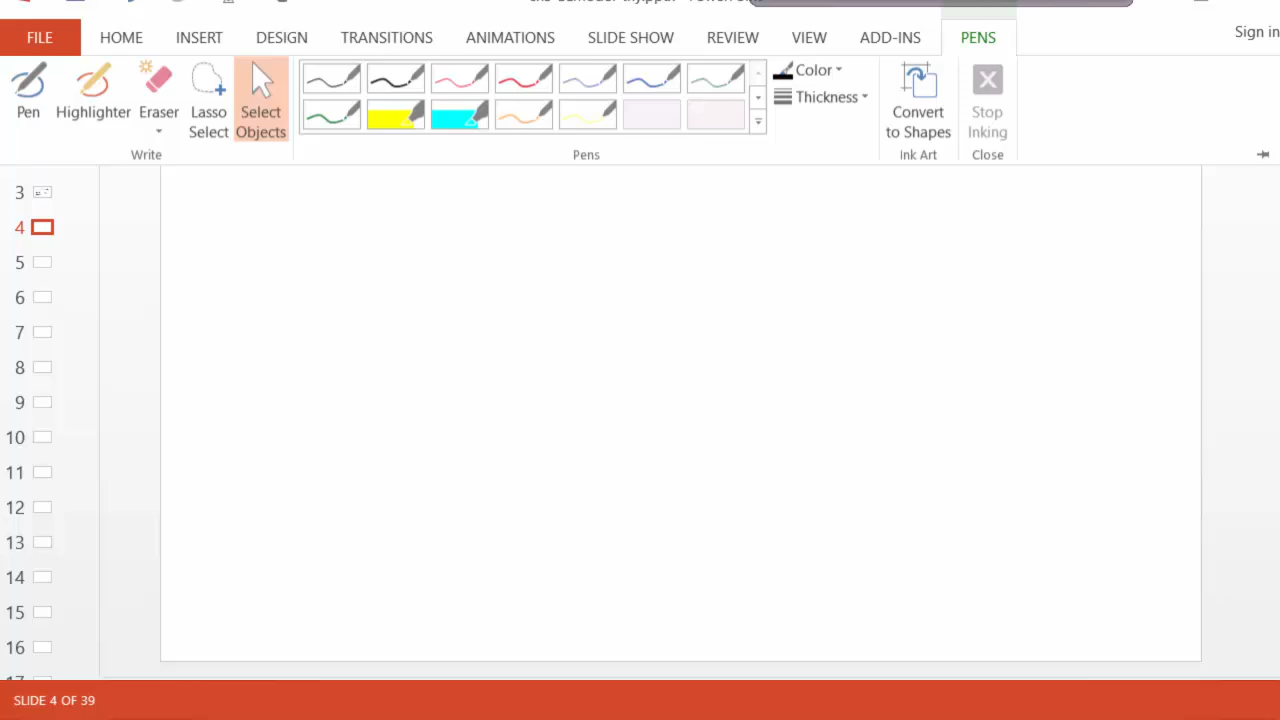 FILE HOME INSERT DESIGN TRANSITIONS ANIMATIONS SLIDE SHOW REVIEW VIEW ADD-INS PENS Sign in
Pen Highlighter Eraser Lasso Select Select Objects
Color
Thickness
Convert to Shapes
Stop Inking
Write Pens Ink Art Close
3
4
5
6
7
8
9
10
11
12
13
14
15
16
SLIDE 4 OF 39